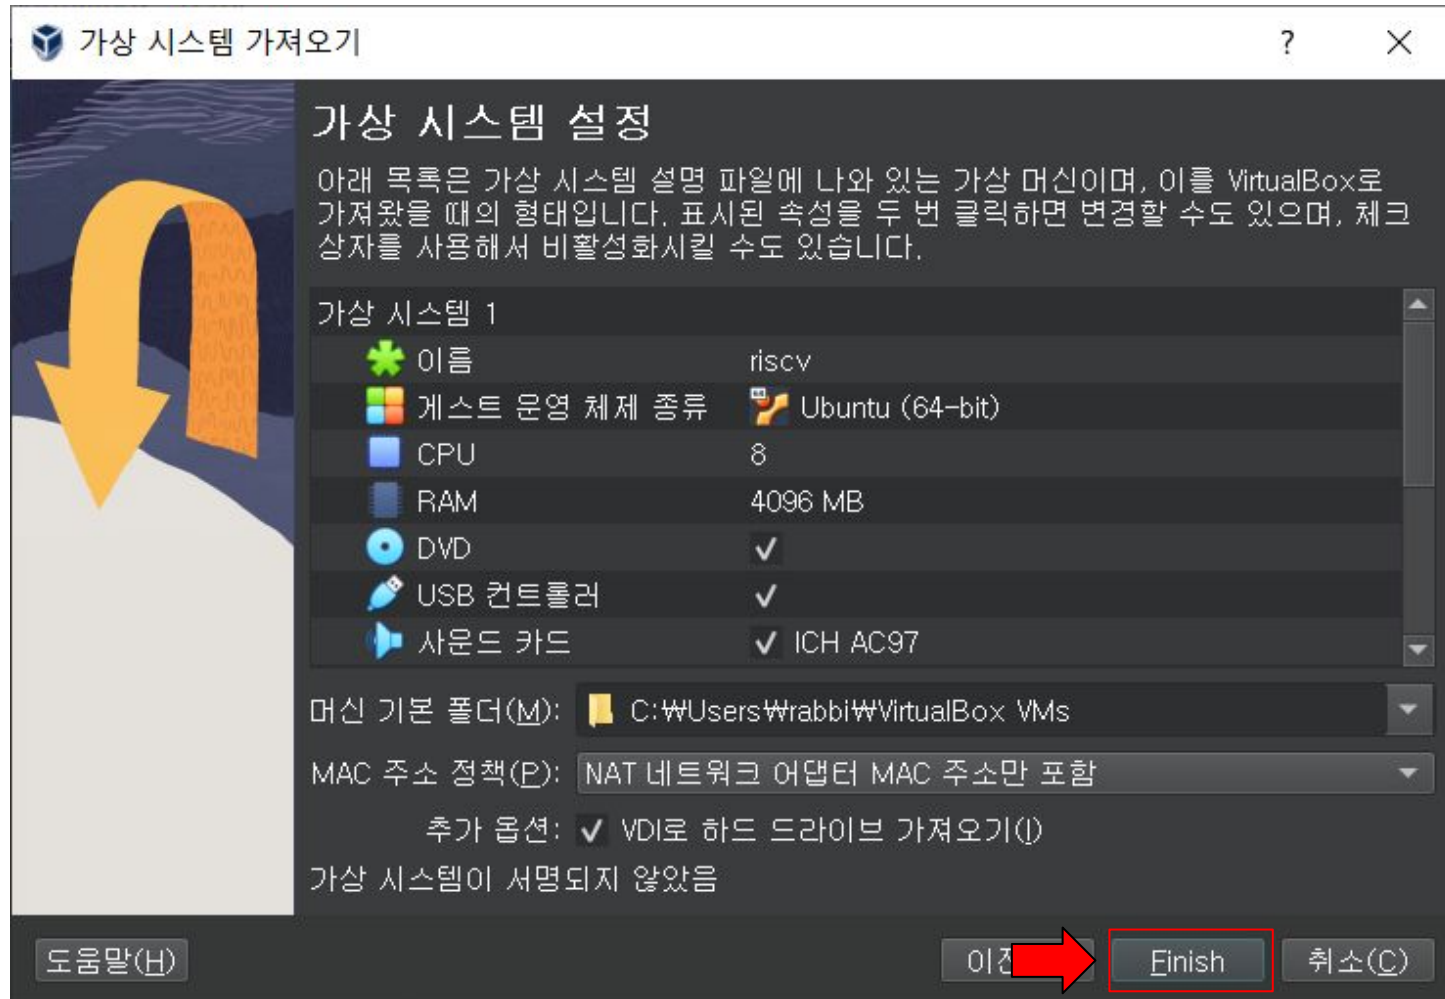 가상 시스템 가져오기
?
가상 시스템 설정
아래 목록은 가상 시스템 설명 파일에 나와 있는 가상 머신이며, 이를 VirtualBox로
가져왔을 때의 형태입니다. 표시된 속성을 두 번 클릭하면 변경할 수도 있으며, 체크
상자를 사용해서 비활성화시킬 수도 있습니다.
가상 시스템 1
이름 riscv
게스트 운영 체제 종류 Ubuntu (64-bit)
CPU 8
RAM 4096 MB
DVD
USB 컨트롤러
사운드 카드 ICH AC97
머신 기본 폴더(M): C:₩Users₩rabbi₩VirtualBox VMs
MAC 주소 정책(P): NAT 네트워크 어댑터 MAC 주소만 포함
추가 옵션: VDI로 하드 드라이브 가져오기(I)
가상 시스템이 서명되지 않았음
도움말(H) Finish 취소(C)